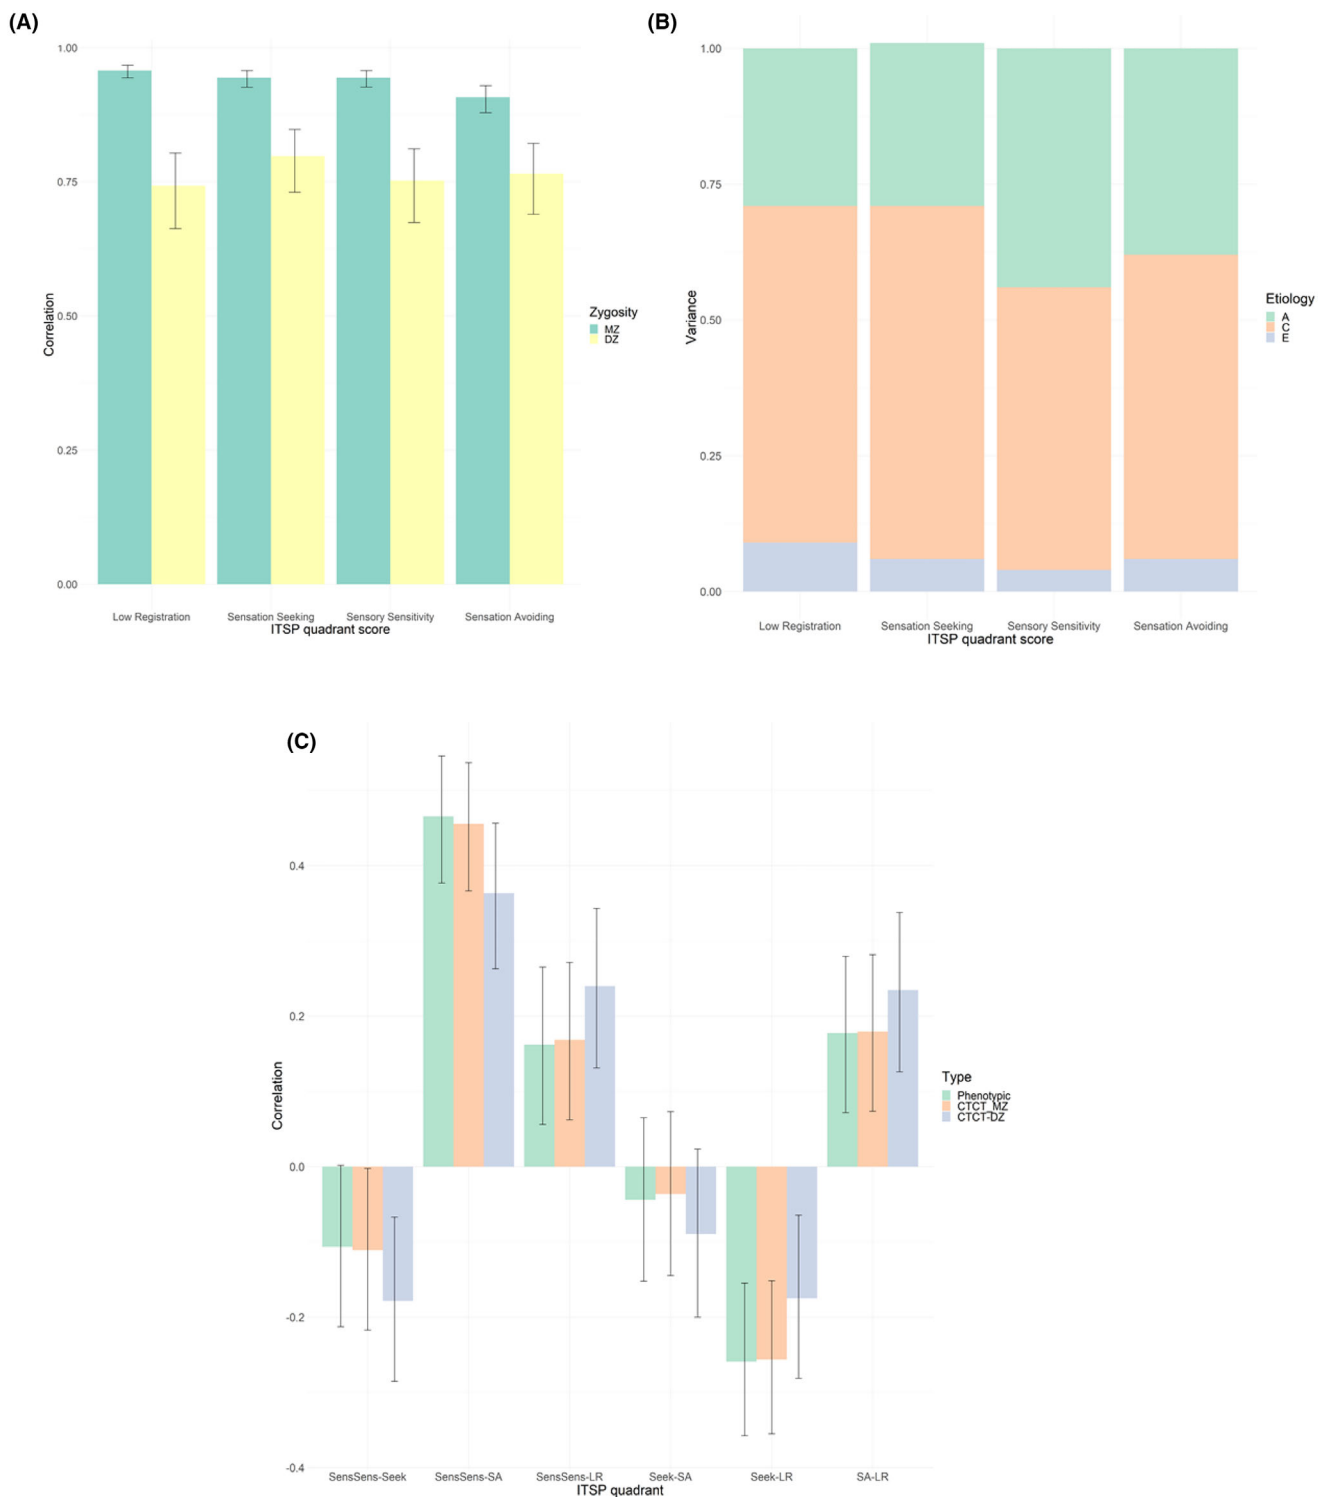 (A)
1.00
0.75
0.50
0.25
0.00
Correlation
Low Registration Sensation Seeking Sensory Sensitivity Sensation Avoiding
ITSP quadrant score
Zygosity
MZ
DZ
(B)
1.00
0.75
0.50
0.25
0.00
Variance
Low Registration Sensation Seeking Sensory Sensitivity Sensation Avoiding
ITSP quadrant score
Etiology
A
C
E
(C)
0.4
0.2
0.0
-0.2
-0.4
Correlation
SensSens-Seek SensSens-SA SensSens-LR Seek-SA Seek-LR SA-LR
ITSP quadrant
Type
Phenotypic
CTCT_MZ
CTCT-DZ